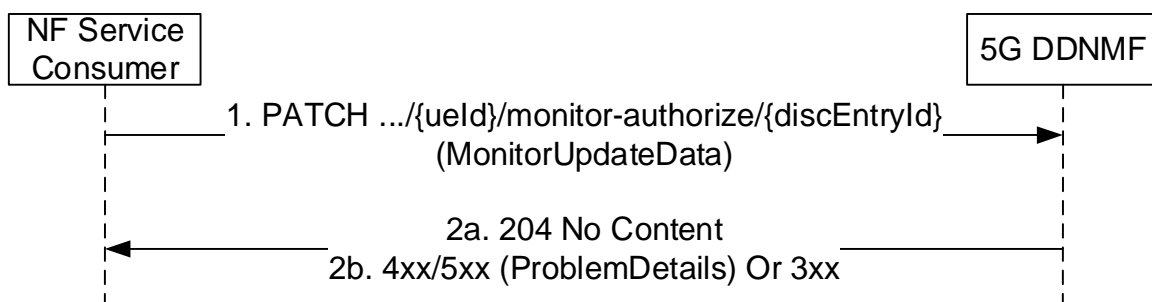 NF Service
Consumer
5G DDNMF
1. PATCH .../{ueId}/monitor-authorize/{discEntryId}
(MonitorUpdateData)
2a. 204 No Content
2b. 4xx/5xx (ProblemDetails) Or 3xx